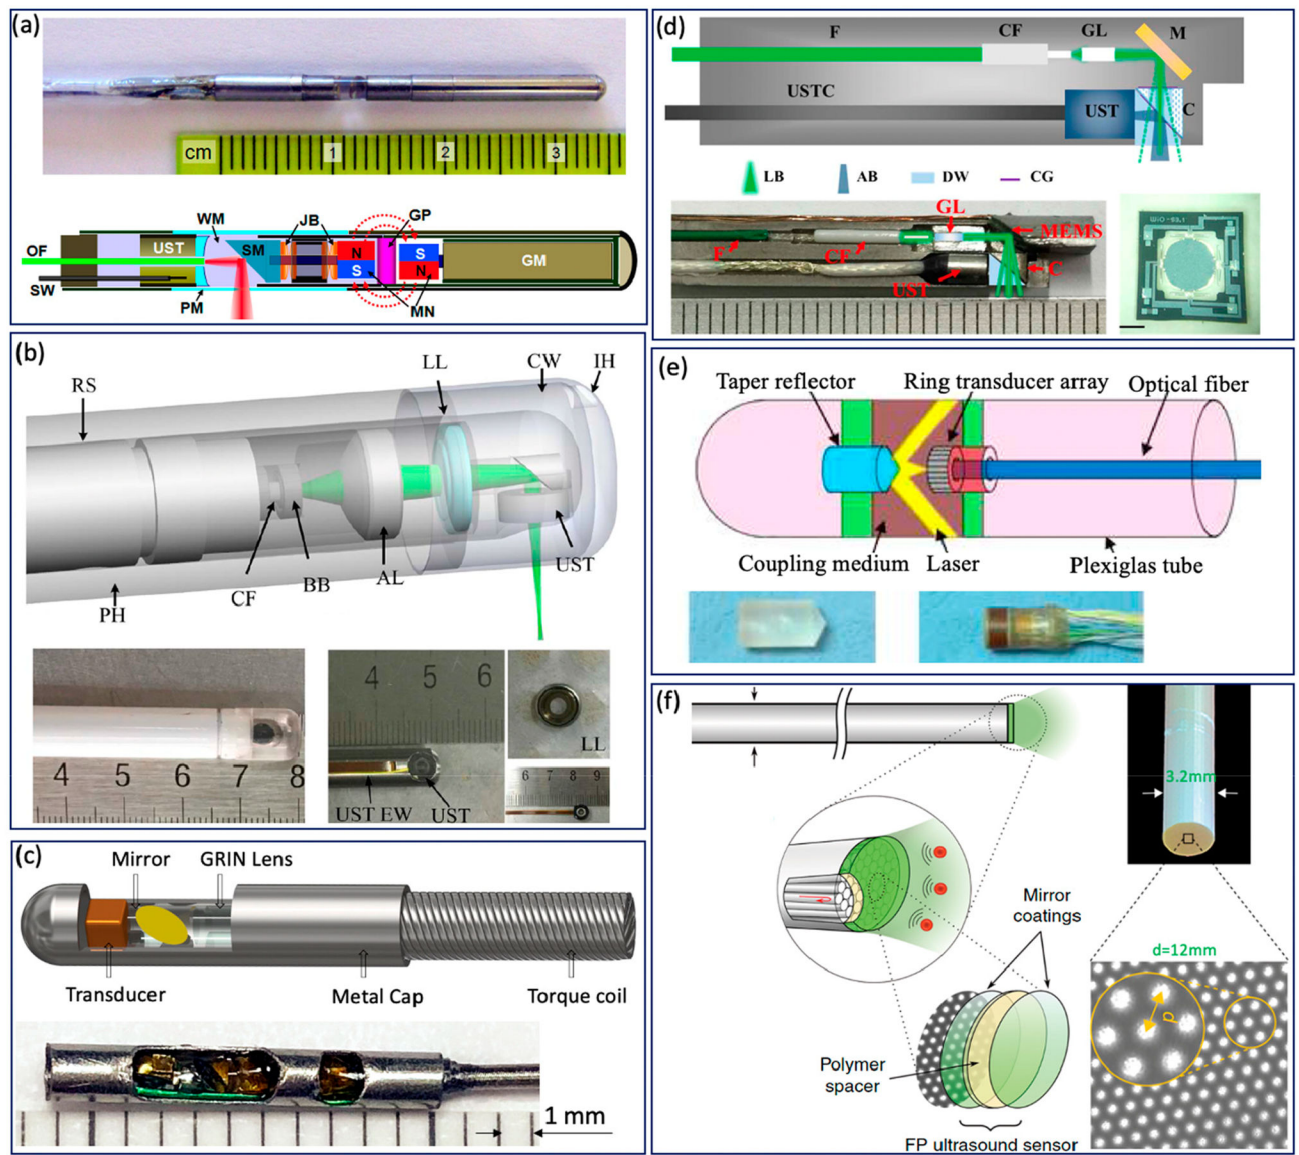 (a)
cm
1
2
3
WM
JB
GP
OF
UST
SM
N
S
S
N
GM
SW
PM
MN
(b)
RS
LL
CW
IH
PH
CF
BB
AL
UST
4 5 6 7 8
4 5 6
UST EW
UST
LL
6 7 8 9
(c)
Mirror
GRIN Lens
Transducer
Metal Cap
Torque coil
1 mm
(d)
F
CF
GL
M
USTC
UST
C
LB
AB
DW
CG
GL
MEMS
F
CF
UST
C
(e)
Taper reflector
Ring transducer array
Optical fiber
Coupling medium
Laser
Plexiglas tube
(f)
3.2mm
Mirror
coatings
d=12mm
d
Polymer
spacer
FP ultrasound sensor